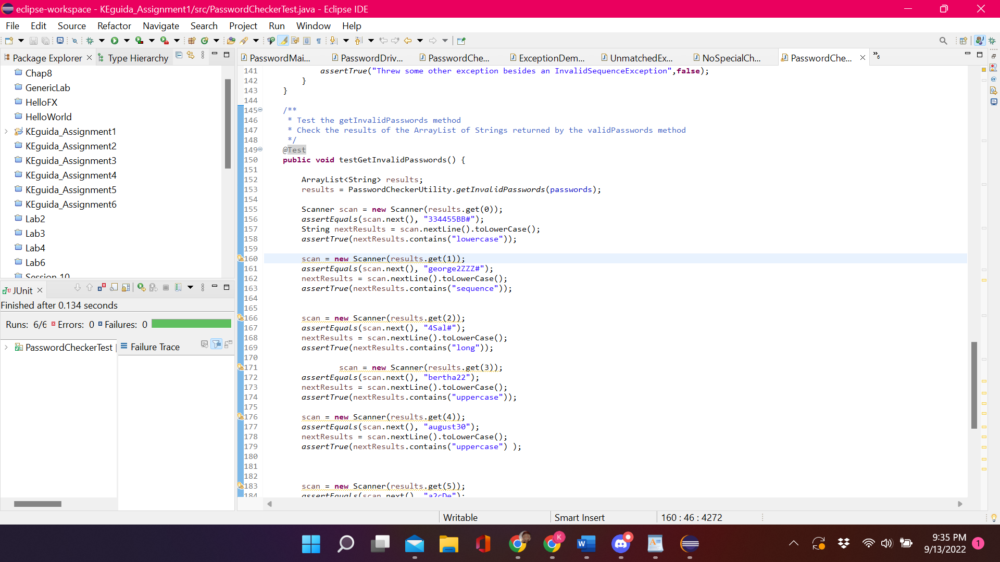 eclipse-workspace - KEguida_Assignment1/src/PasswordCheckerTest.java - Eclipse IDE
File Edit Source Refactor Navigate Search Project Run Window Help
Package Explorer Type Hierarchy
PasswordMai... PasswordDriv... PasswordChe... ExceptionDem... UnmatchedEx... NoSpecialCh... PasswordChe... »6
Chap8
GenericLab
HelloFX
HelloWorld
KEguida_Assignment1
KEguida_Assignment2
KEguida_Assignment3
KEguida_Assignment4
KEguida_Assignment5
KEguida_Assignment6
Lab2
Lab3
Lab4
Lab6
Session 10
JUnit
Finished after 0.134 seconds
Runs: 6/6 Errors: 0 Failures: 0
PasswordCheckerTest
Failure Trace
141 assertTrue("Threw some other exception besides an InvalidSequenceException",false);
142 }
143 }
144
145 /**
146 * Test the getInvalidPasswords method
147 * Check the results of the ArrayList of Strings returned by the validPasswords method
148 */
149 @Test
150 public void testGetInvalidPasswords() {
151
152 ArrayList<String> results;
153 results = PasswordCheckerUtility.getInvalidPasswords(passwords);
154
155 Scanner scan = new Scanner(results.get(0));
156 assertEquals(scan.next(), "334455BB#");
157 String nextResults = scan.nextLine().toLowerCase();
158 assertTrue(nextResults.contains("lowercase"));
159
160 scan = new Scanner(results.get(1));
161 assertEquals(scan.next(), "george2ZZZ#");
162 nextResults = scan.nextLine().toLowerCase();
163 assertTrue(nextResults.contains("sequence"));
164
165
166 scan = new Scanner(results.get(2));
167 assertEquals(scan.next(), "4Sal#");
168 nextResults = scan.nextLine().toLowerCase();
169 assertTrue(nextResults.contains("long"));
170
171 scan = new Scanner(results.get(3));
172 assertEquals(scan.next(), "bertha22");
173 nextResults = scan.nextLine().toLowerCase();
174 assertTrue(nextResults.contains("uppercase"));
175
176 scan = new Scanner(results.get(4));
177 assertEquals(scan.next(), "august30");
178 nextResults = scan.nextLine().toLowerCase();
179 assertTrue(nextResults.contains("uppercase") );
180
181
182
183 scan = new Scanner(results.get(5));
184 assertEquals(scan.next(), "a2cDe");
Writable Smart Insert 160 : 46 : 4272
K
W
9:35 PM
9/13/2022
1